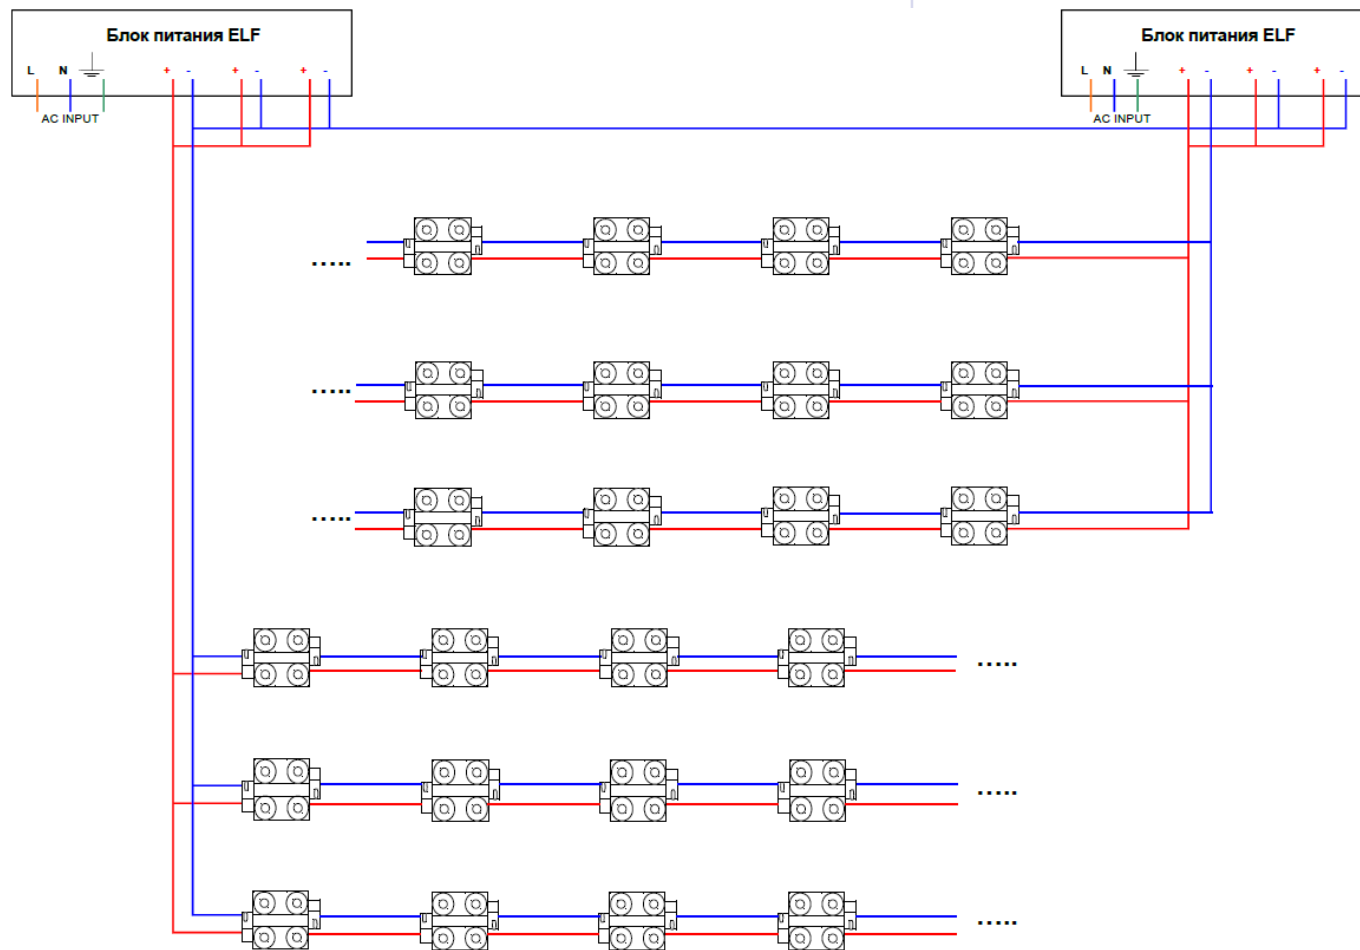 Блок питания ELF
L N + - + - + -
AC INPUT
Блок питания ELF
L N + - + - + -
AC INPUT
.....
.....
.....
.....
.....
.....